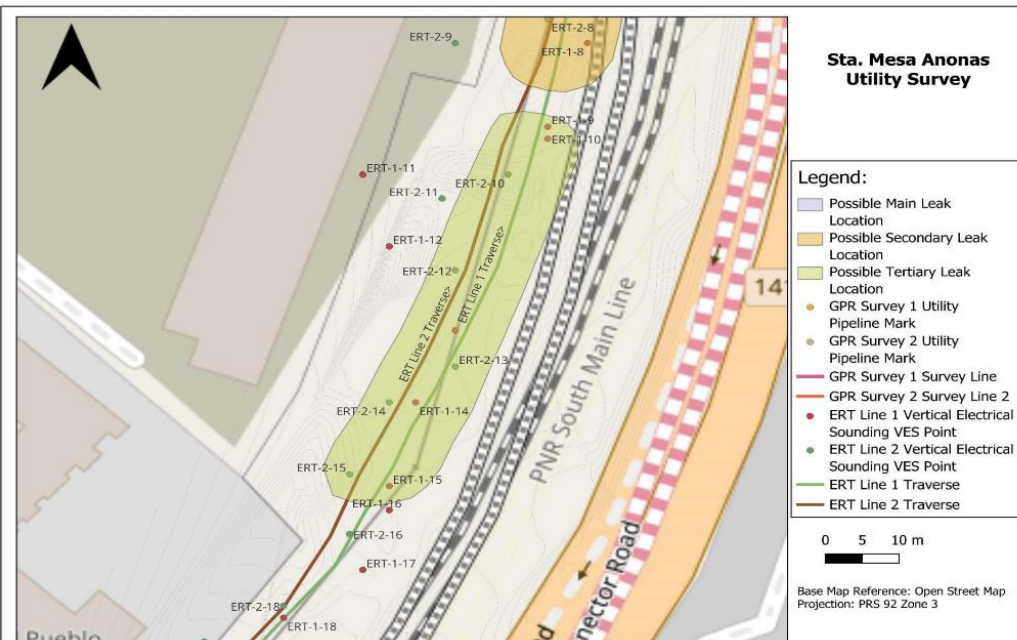 ERT-2-8
ERT-2-9
ERT-1-8
ERT-1-9
ERT-1-10
ERT-1-11
ERT-2-10
ERT-2-11
ERT-1-12
ERT-2-12
ERT Line 1 Traverse>
ERT Line 2 Traverse>
ERT-2-13
ERT-2-14
ERT-1-14
ERT-2-15
ERT-1-15
ERT-1-16
ERT-2-16
ERT-1-17
ERT-2-18
ERT-1-18
PNR South Main Line
nector Road
Pueblo
141
Sta. Mesa Anonas
Utility Survey
Legend:
Possible Main Leak
Location
Possible Secondary Leak
Location
Possible Tertiary Leak
Location
GPR Survey 1 Utility
Pipeline Mark
GPR Survey 2 Utility
Pipeline Mark
GPR Survey 1 Survey Line
GPR Survey 2 Survey Line 2
ERT Line 1 Vertical Electrical
Sounding VES Point
ERT Line 2 Vertical Electrical
Sounding VES Point
ERT Line 1 Traverse
ERT Line 2 Traverse
0 5 10 m
Base Map Reference: Open Street Map
Projection: PRS 92 Zone 3